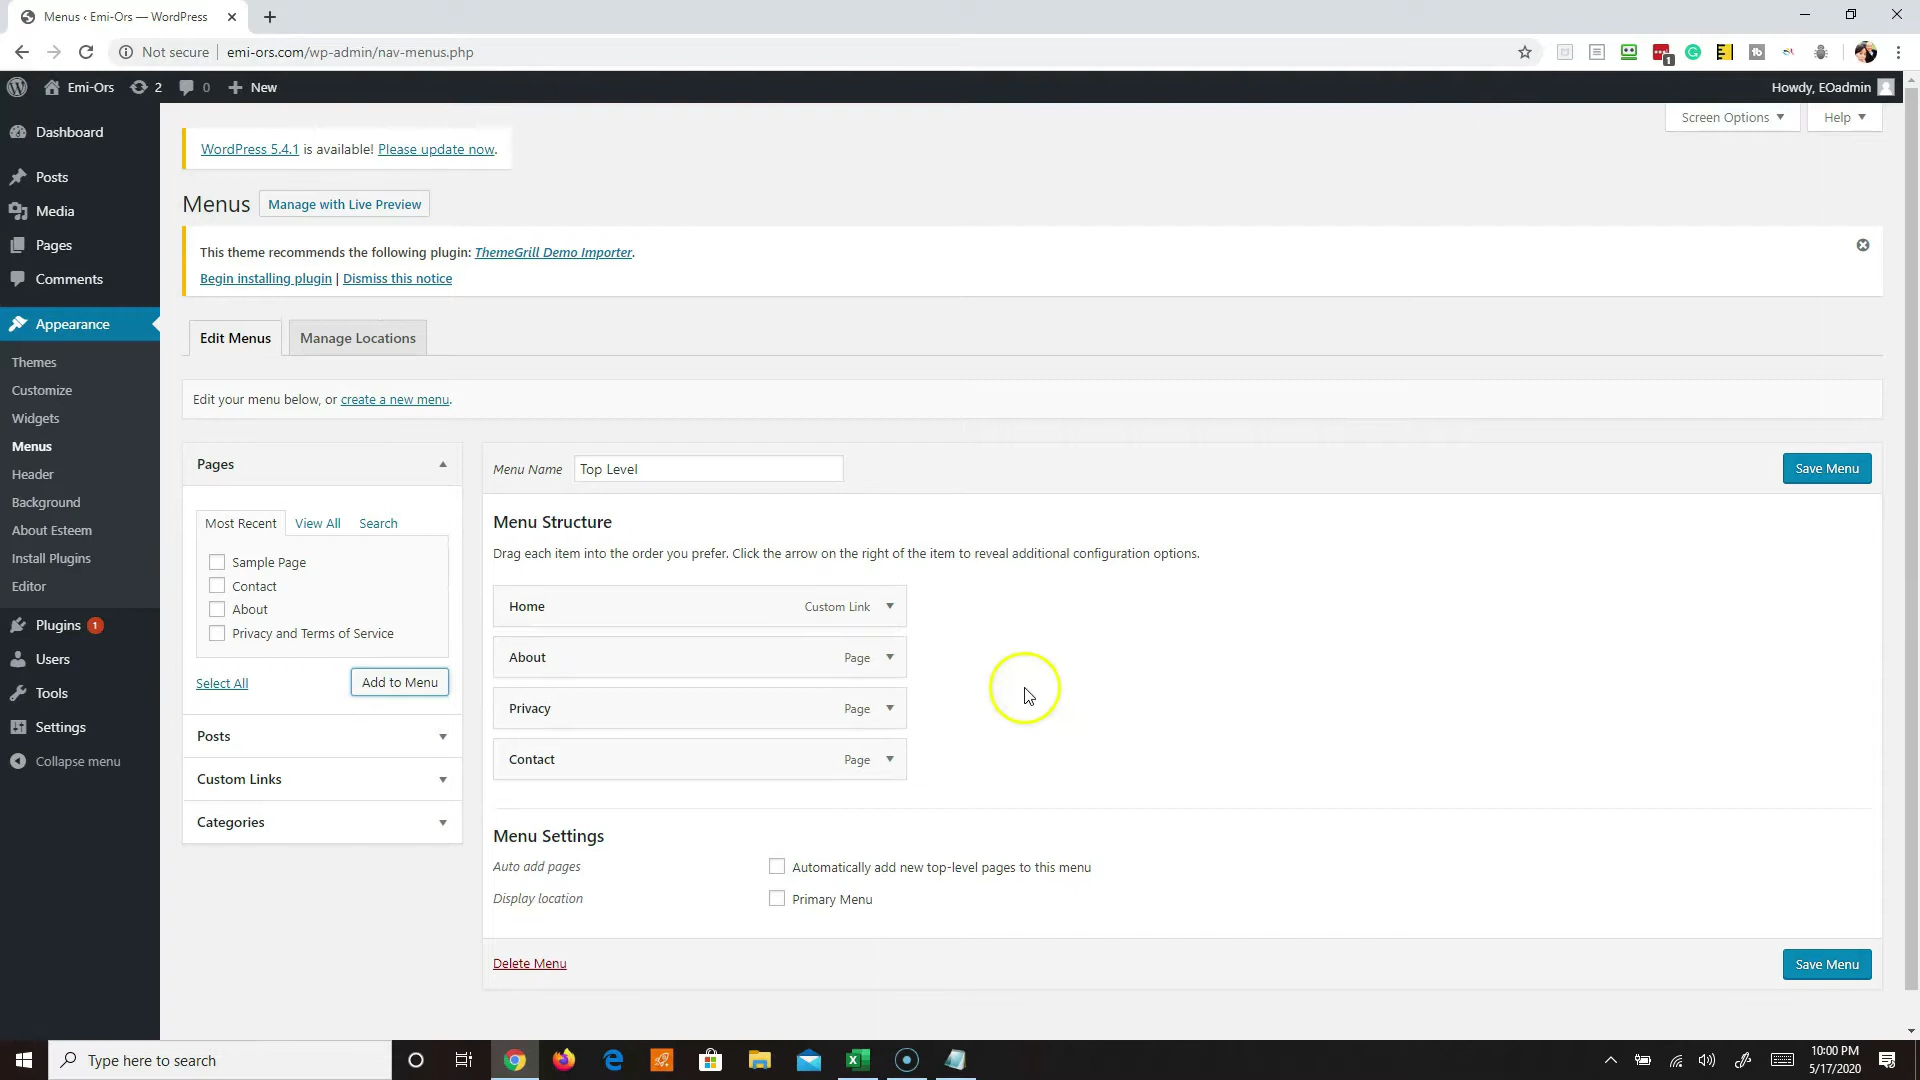 Menus ‹ Emi-Ors — WordPress
Not secure emi-ors.com/wp-admin/nav-menus.php
Emi-Ors 2 0 New Howdy, EOadmin
Screen Options Help
Dashboard
Posts
Media
Pages
Comments
Appearance
Themes
Customize
Widgets
Menus
Header
Background
About Esteem
Install Plugins
Editor
Plugins 1
Users
Tools
Settings
Collapse menu
WordPress 5.4.1 is available! Please update now.
Menus Manage with Live Preview
This theme recommends the following plugin: ThemeGrill Demo Importer.
Begin installing plugin | Dismiss this notice
Edit Menus Manage Locations
Edit your menu below, or create a new menu.
Pages
Most Recent View All Search
Sample Page
Contact
About
Privacy and Terms of Service
Select All Add to Menu
Posts
Custom Links
Categories
Menu Name Top Level Save Menu
Menu Structure
Drag each item into the order you prefer. Click the arrow on the right of the item to reveal additional configuration options.
Home Custom Link
About Page
Privacy Page
Contact Page
Menu Settings
Auto add pages Automatically add new top-level pages to this menu
Display location Primary Menu
Delete Menu Save Menu
Type here to search
10:00 PM
5/17/2020